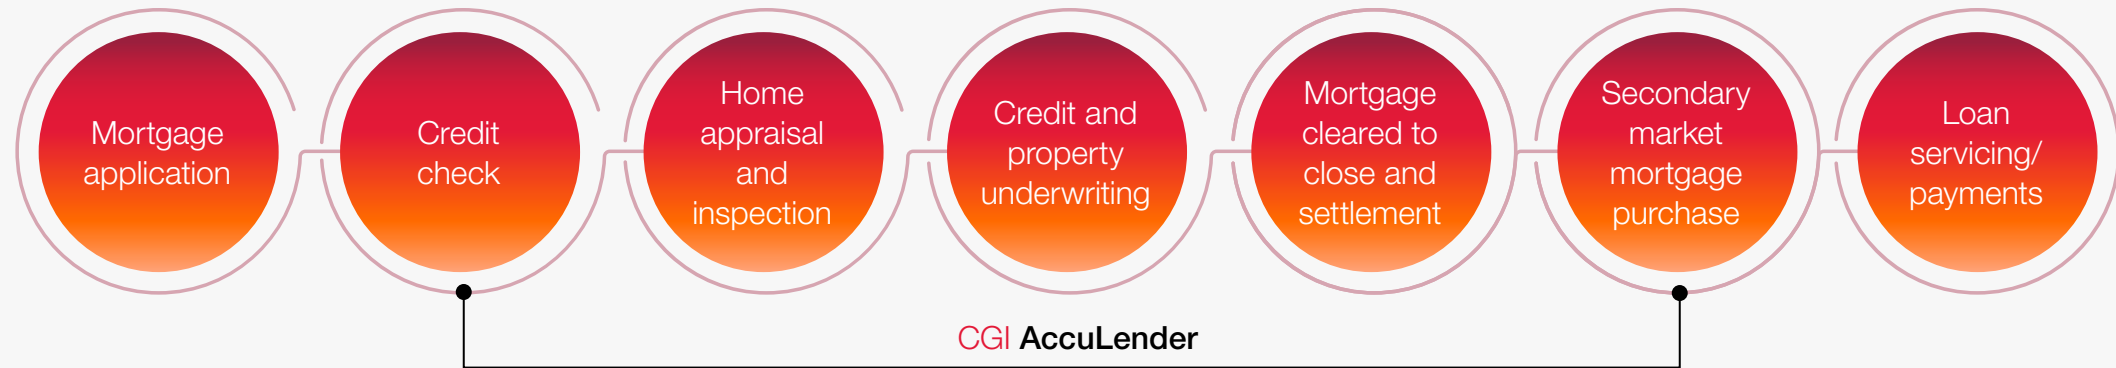 Mortgage
application
Credit
check
Home
appraisal
and
inspection
Credit and
property
underwriting
Mortgage
cleared to
close and
settlement
Secondary
market
mortgage
purchase
Loan
servicing/
payments
CGI AccuLender